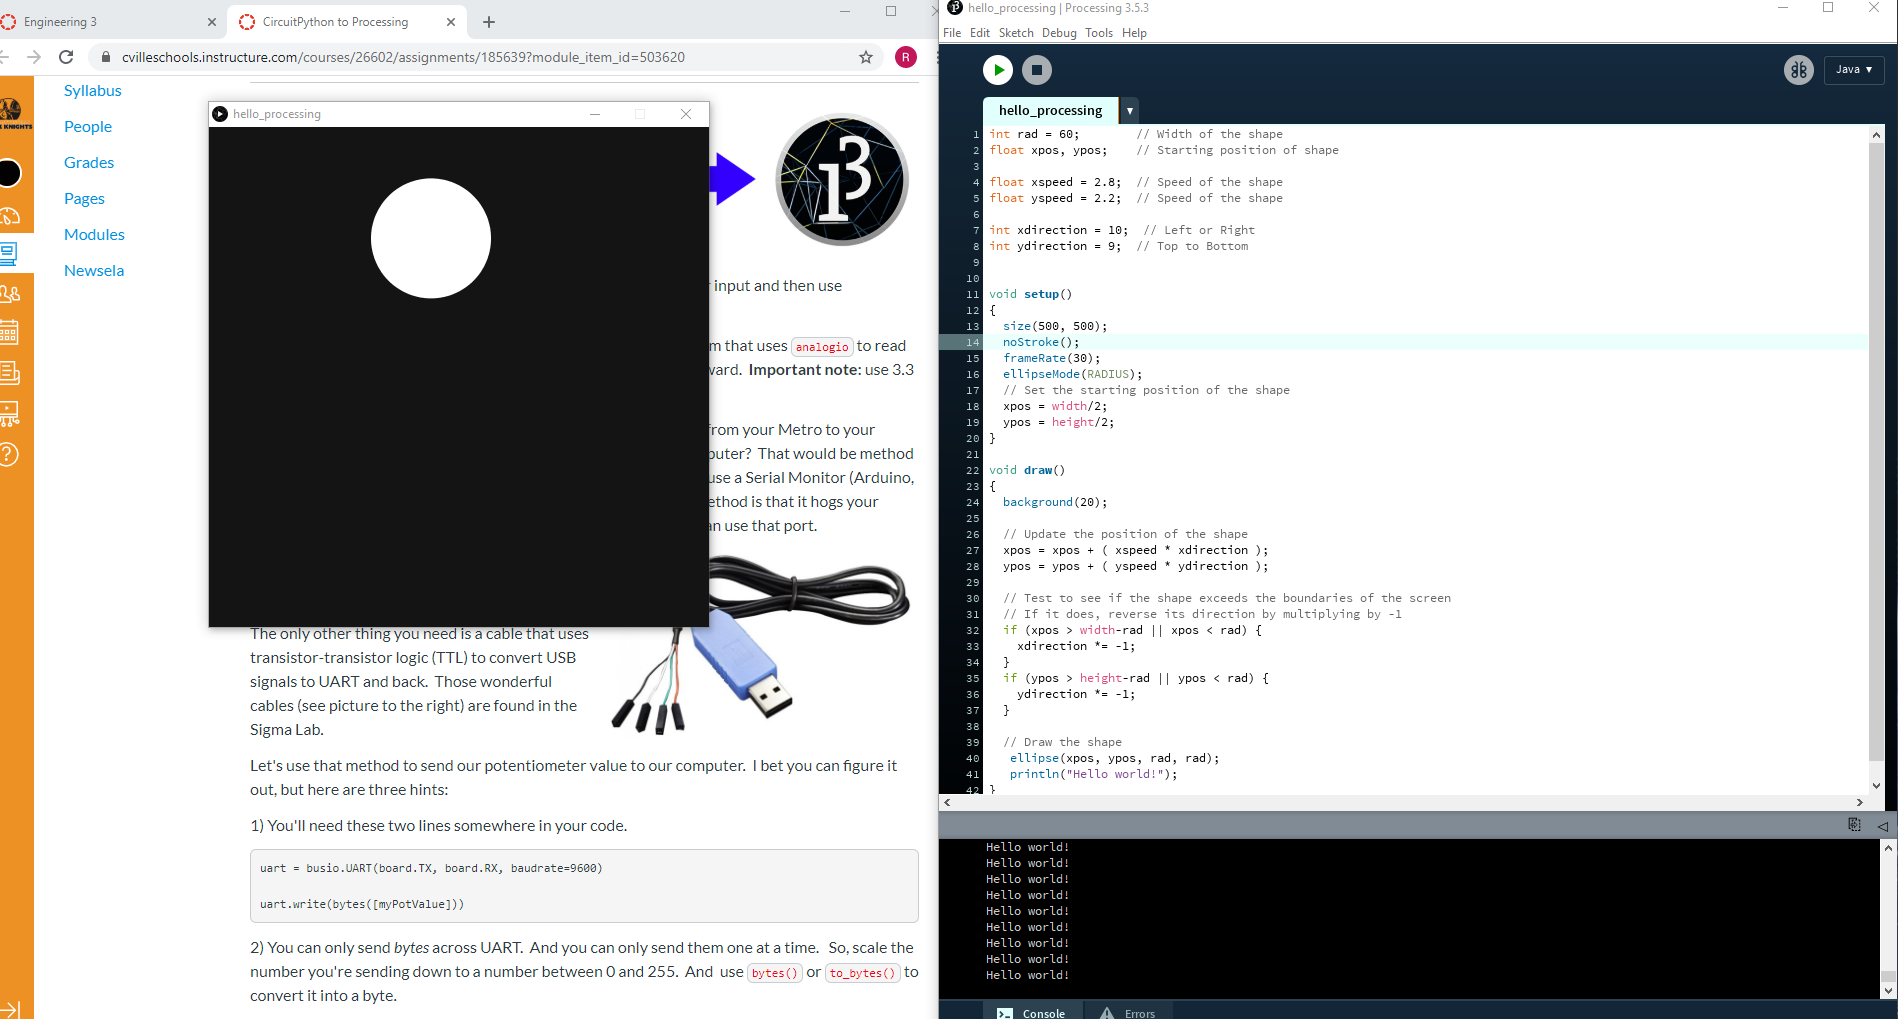 Engineering 3
CircuitPython to Processing
cvilleschools.instructure.com/courses/26602/assignments/185639?module_item_id=503620
R
KNIGHTS
Syllabus
People
Grades
Pages
Modules
Newsela
hello_processing
input and then use
that uses analogio to read
Important note: use 3.3
from your Metro to your
That would be method
use a Serial Monitor (Arduino,
is that it hogs your
use that port.
The only other thing you need is a cable that uses
transistor-transistor logic (TTL) to convert USB
signals to UART and back. Those wonderful
cables (see picture to the right) are found in the
Sigma Lab.
Let's use that method to send our potentiometer value to our computer. I bet you can figure it
out, but here are three hints:
1) You'll need these two lines somewhere in your code.
uart = busio.UART(board.TX, board.RX, baudrate=9600)
uart.write(bytes([myPotValue]))
2) You can only send bytes across UART. And you can only send them one at a time. So, scale the
number you're sending down to a number between 0 and 255. And use bytes() or to_bytes() to
convert it into a byte.
hello_processing | Processing 3.5.3
File Edit Sketch Debug Tools Help
Java ▾
hello_processing
1 int rad = 60; // Width of the shape
2 float xpos, ypos; // Starting position of shape
3
4 float xspeed = 2.8; // Speed of the shape
5 float yspeed = 2.2; // Speed of the shape
6
7 int xdirection = 10; // Left or Right
8 int ydirection = 9; // Top to Bottom
9
10
11 void setup()
12 {
13 size(500, 500);
14 noStroke();
15 frameRate(30);
16 ellipseMode(RADIUS);
17 // Set the starting position of the shape
18 xpos = width/2;
19 ypos = height/2;
20 }
21
22 void draw()
23 {
24 background(20);
25
26 // Update the position of the shape
27 xpos = xpos + ( xspeed * xdirection );
28 ypos = ypos + ( yspeed * ydirection );
29
30 // Test to see if the shape exceeds the boundaries of the screen
31 // If it does, reverse its direction by multiplying by -1
32 if (xpos > width-rad || xpos < rad) {
33 xdirection *= -1;
34 }
35 if (ypos > height-rad || ypos < rad) {
36 ydirection *= -1;
37 }
38
39 // Draw the shape
40 ellipse(xpos, ypos, rad, rad);
41 println("Hello world!");
42 }
Hello world!
Hello world!
Hello world!
Hello world!
Hello world!
Hello world!
Hello world!
Hello world!
Hello world!
Console
Errors